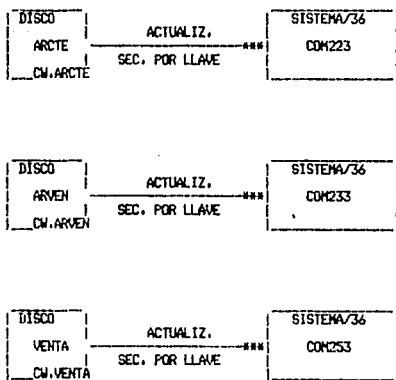 DISCO
ARCTE
CW.ARCTE
ACTUALIZ.
***
SEC. POR LLAVE
SISTEMA/36
COM223
DISCO
ARVEN
CW.ARVEN
ACTUALIZ.
***
SEC. POR LLAVE
SISTEMA/36
COM233
DISCO
VENTA
CW.VENTA
ACTUALIZ.
***
SEC. POR LLAVE
SISTEMA/36
COM253